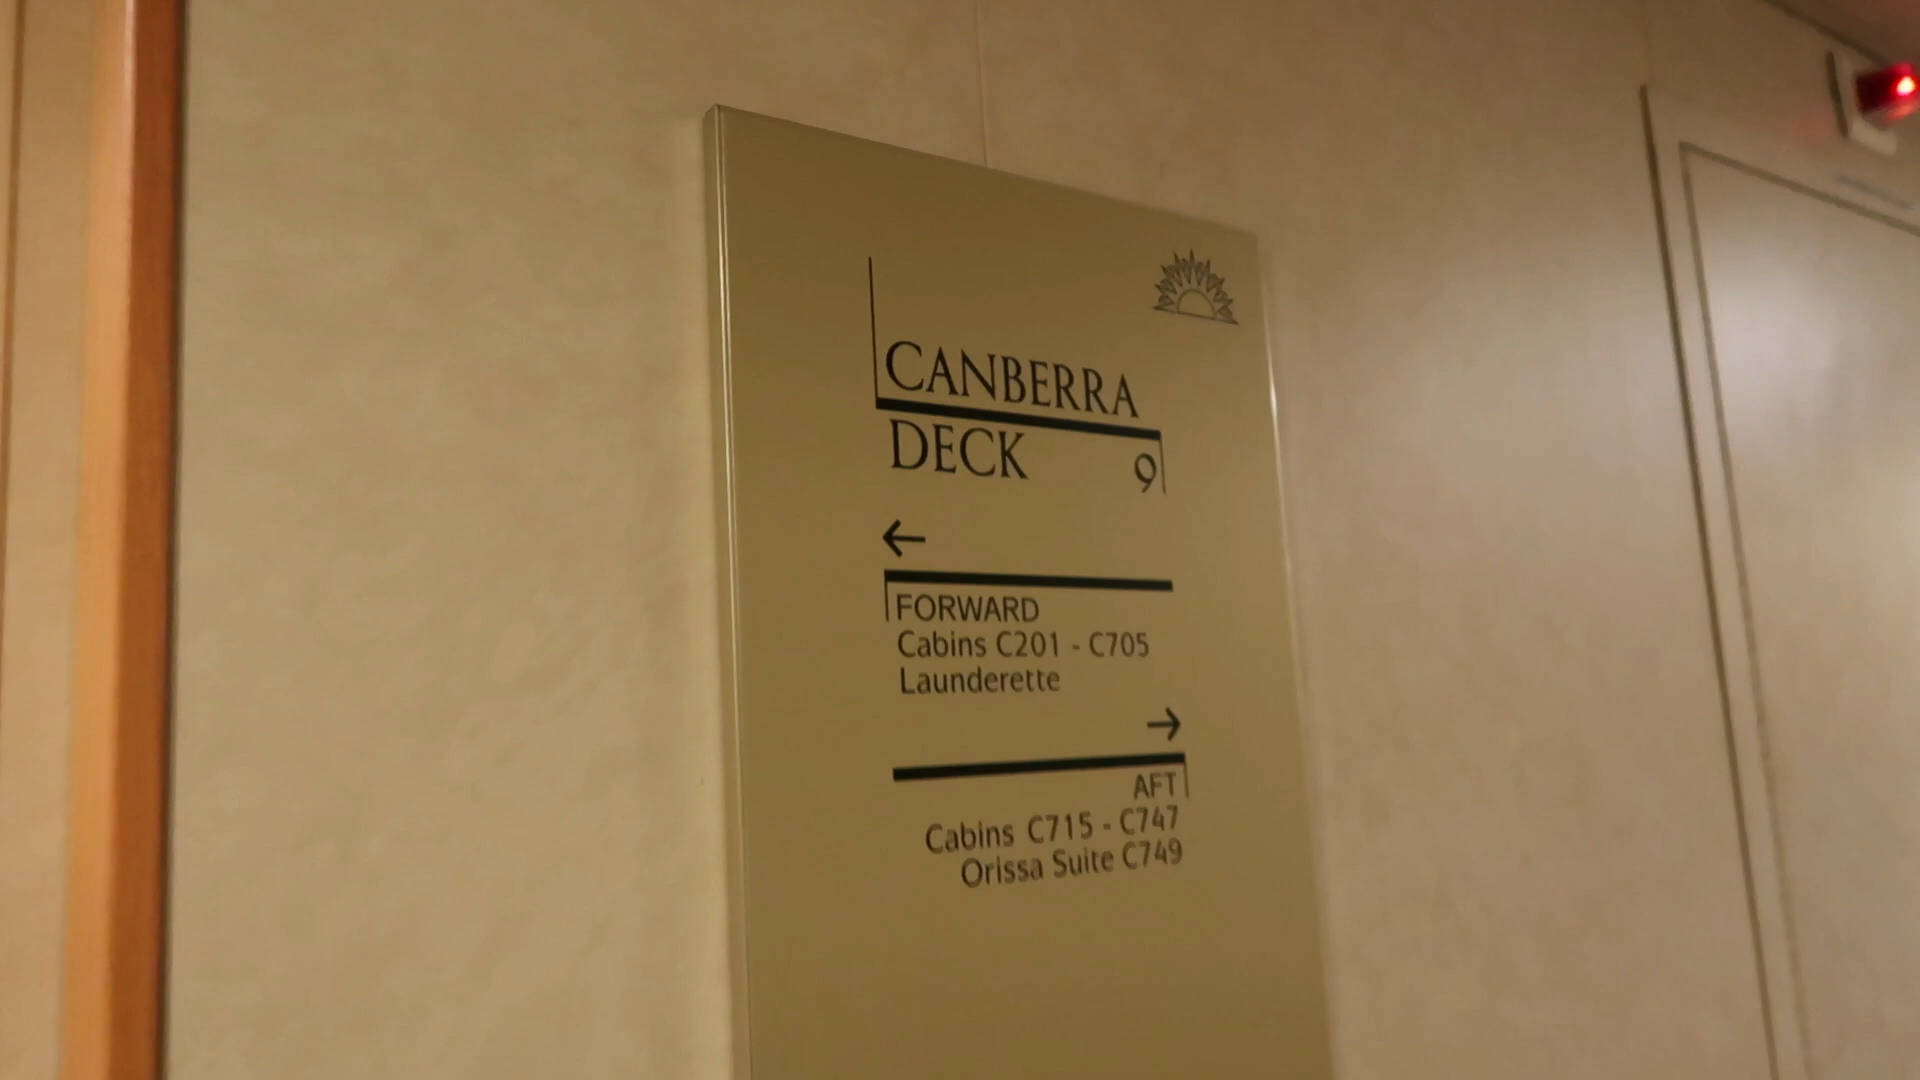 CANBERRA
DECK 9
←
FORWARD
Cabins C201 - C705
Launderette
→
AFT
Cabins C715 - C747
Orissa Suite C749